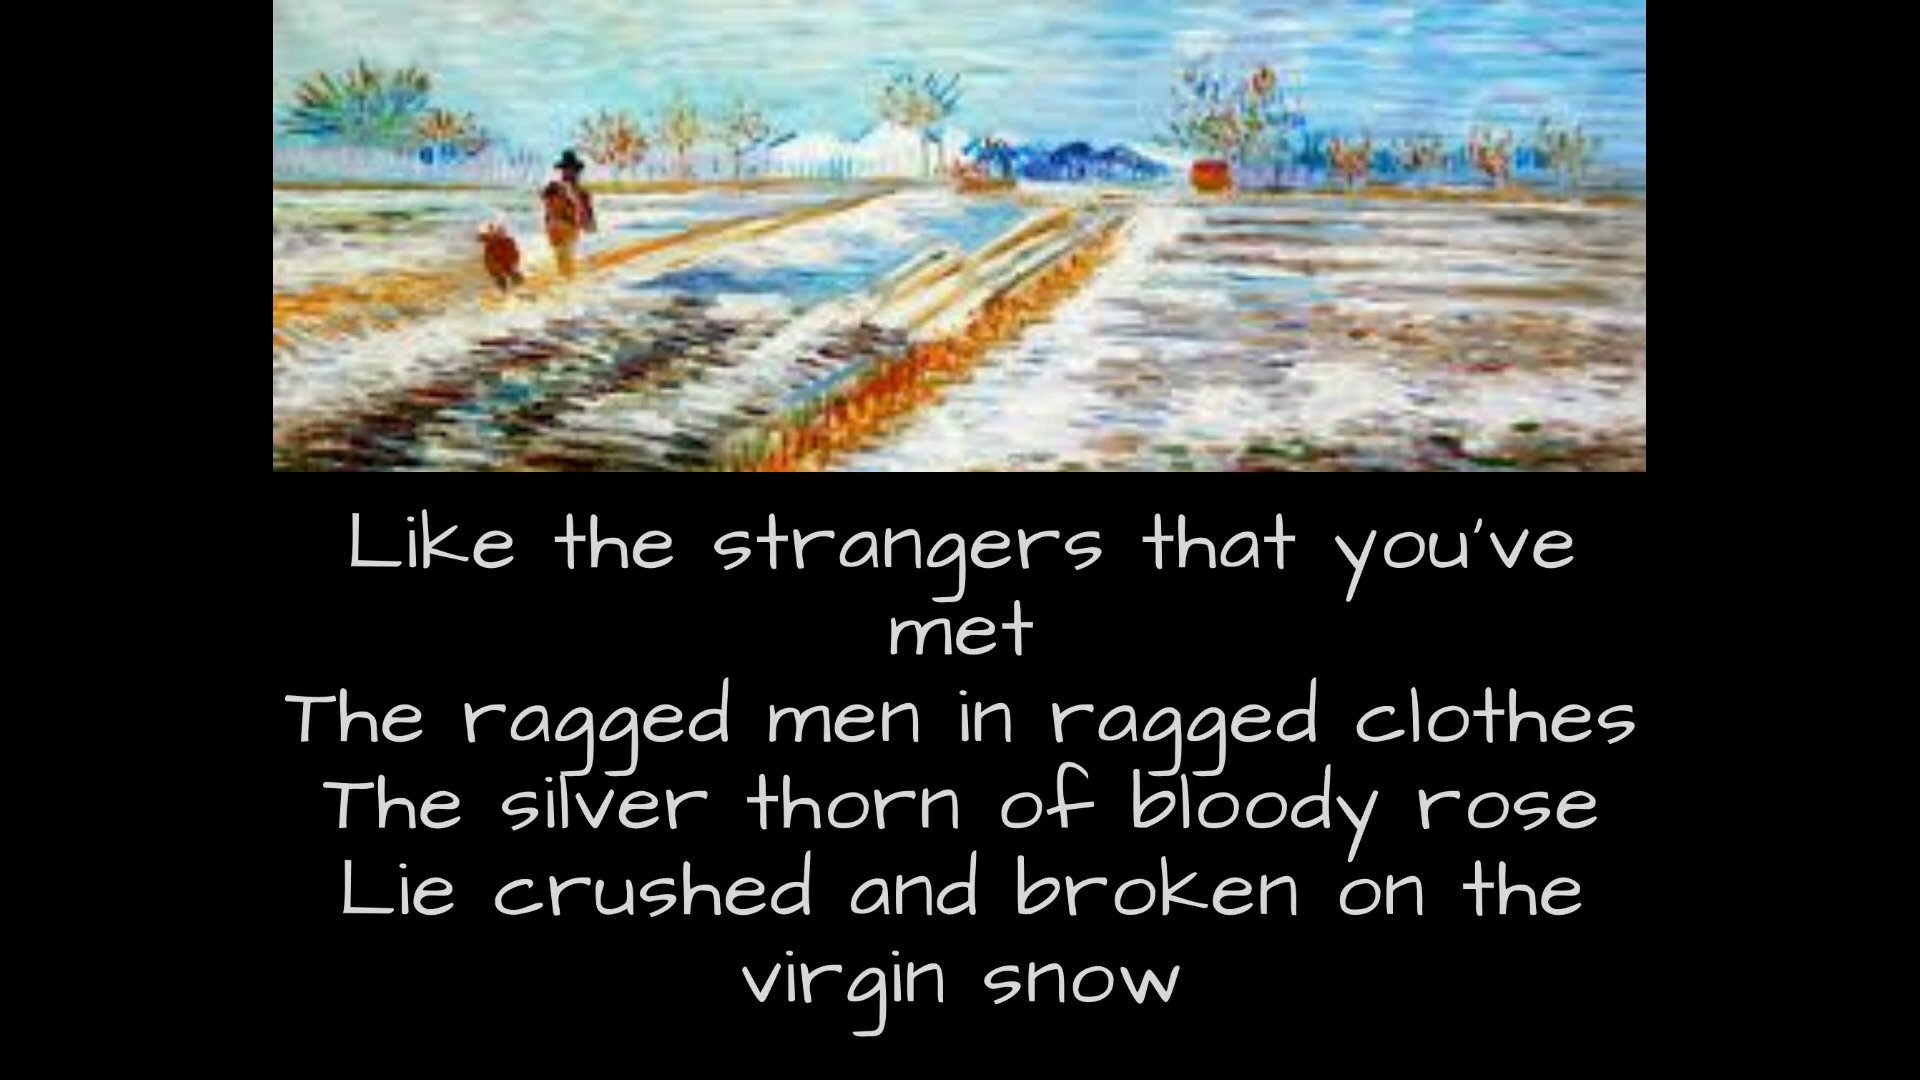 Like the strangers that you've
met
The ragged men in ragged clothes
The silver thorn of bloody rose
Lie crushed and broken on the
virgin snow